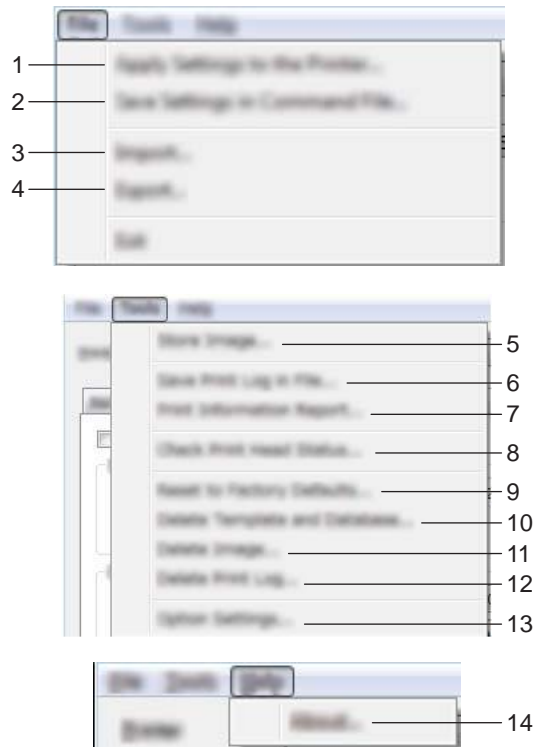 File Tools Help
1 Apply Settings to the Printer...
2 Save Settings in Command File...
3 Import...
4 Export...
Exit
File Tools Help
Store Image... 5
Save Print Log in File... 6
Print Information Report... 7
Check Print Head Status... 8
Reset to Factory Defaults... 9
Delete Template and Database... 10
Delete Image... 11
Delete Print Log... 12
Option Settings... 13
File Tools Help
Printer
About... 14